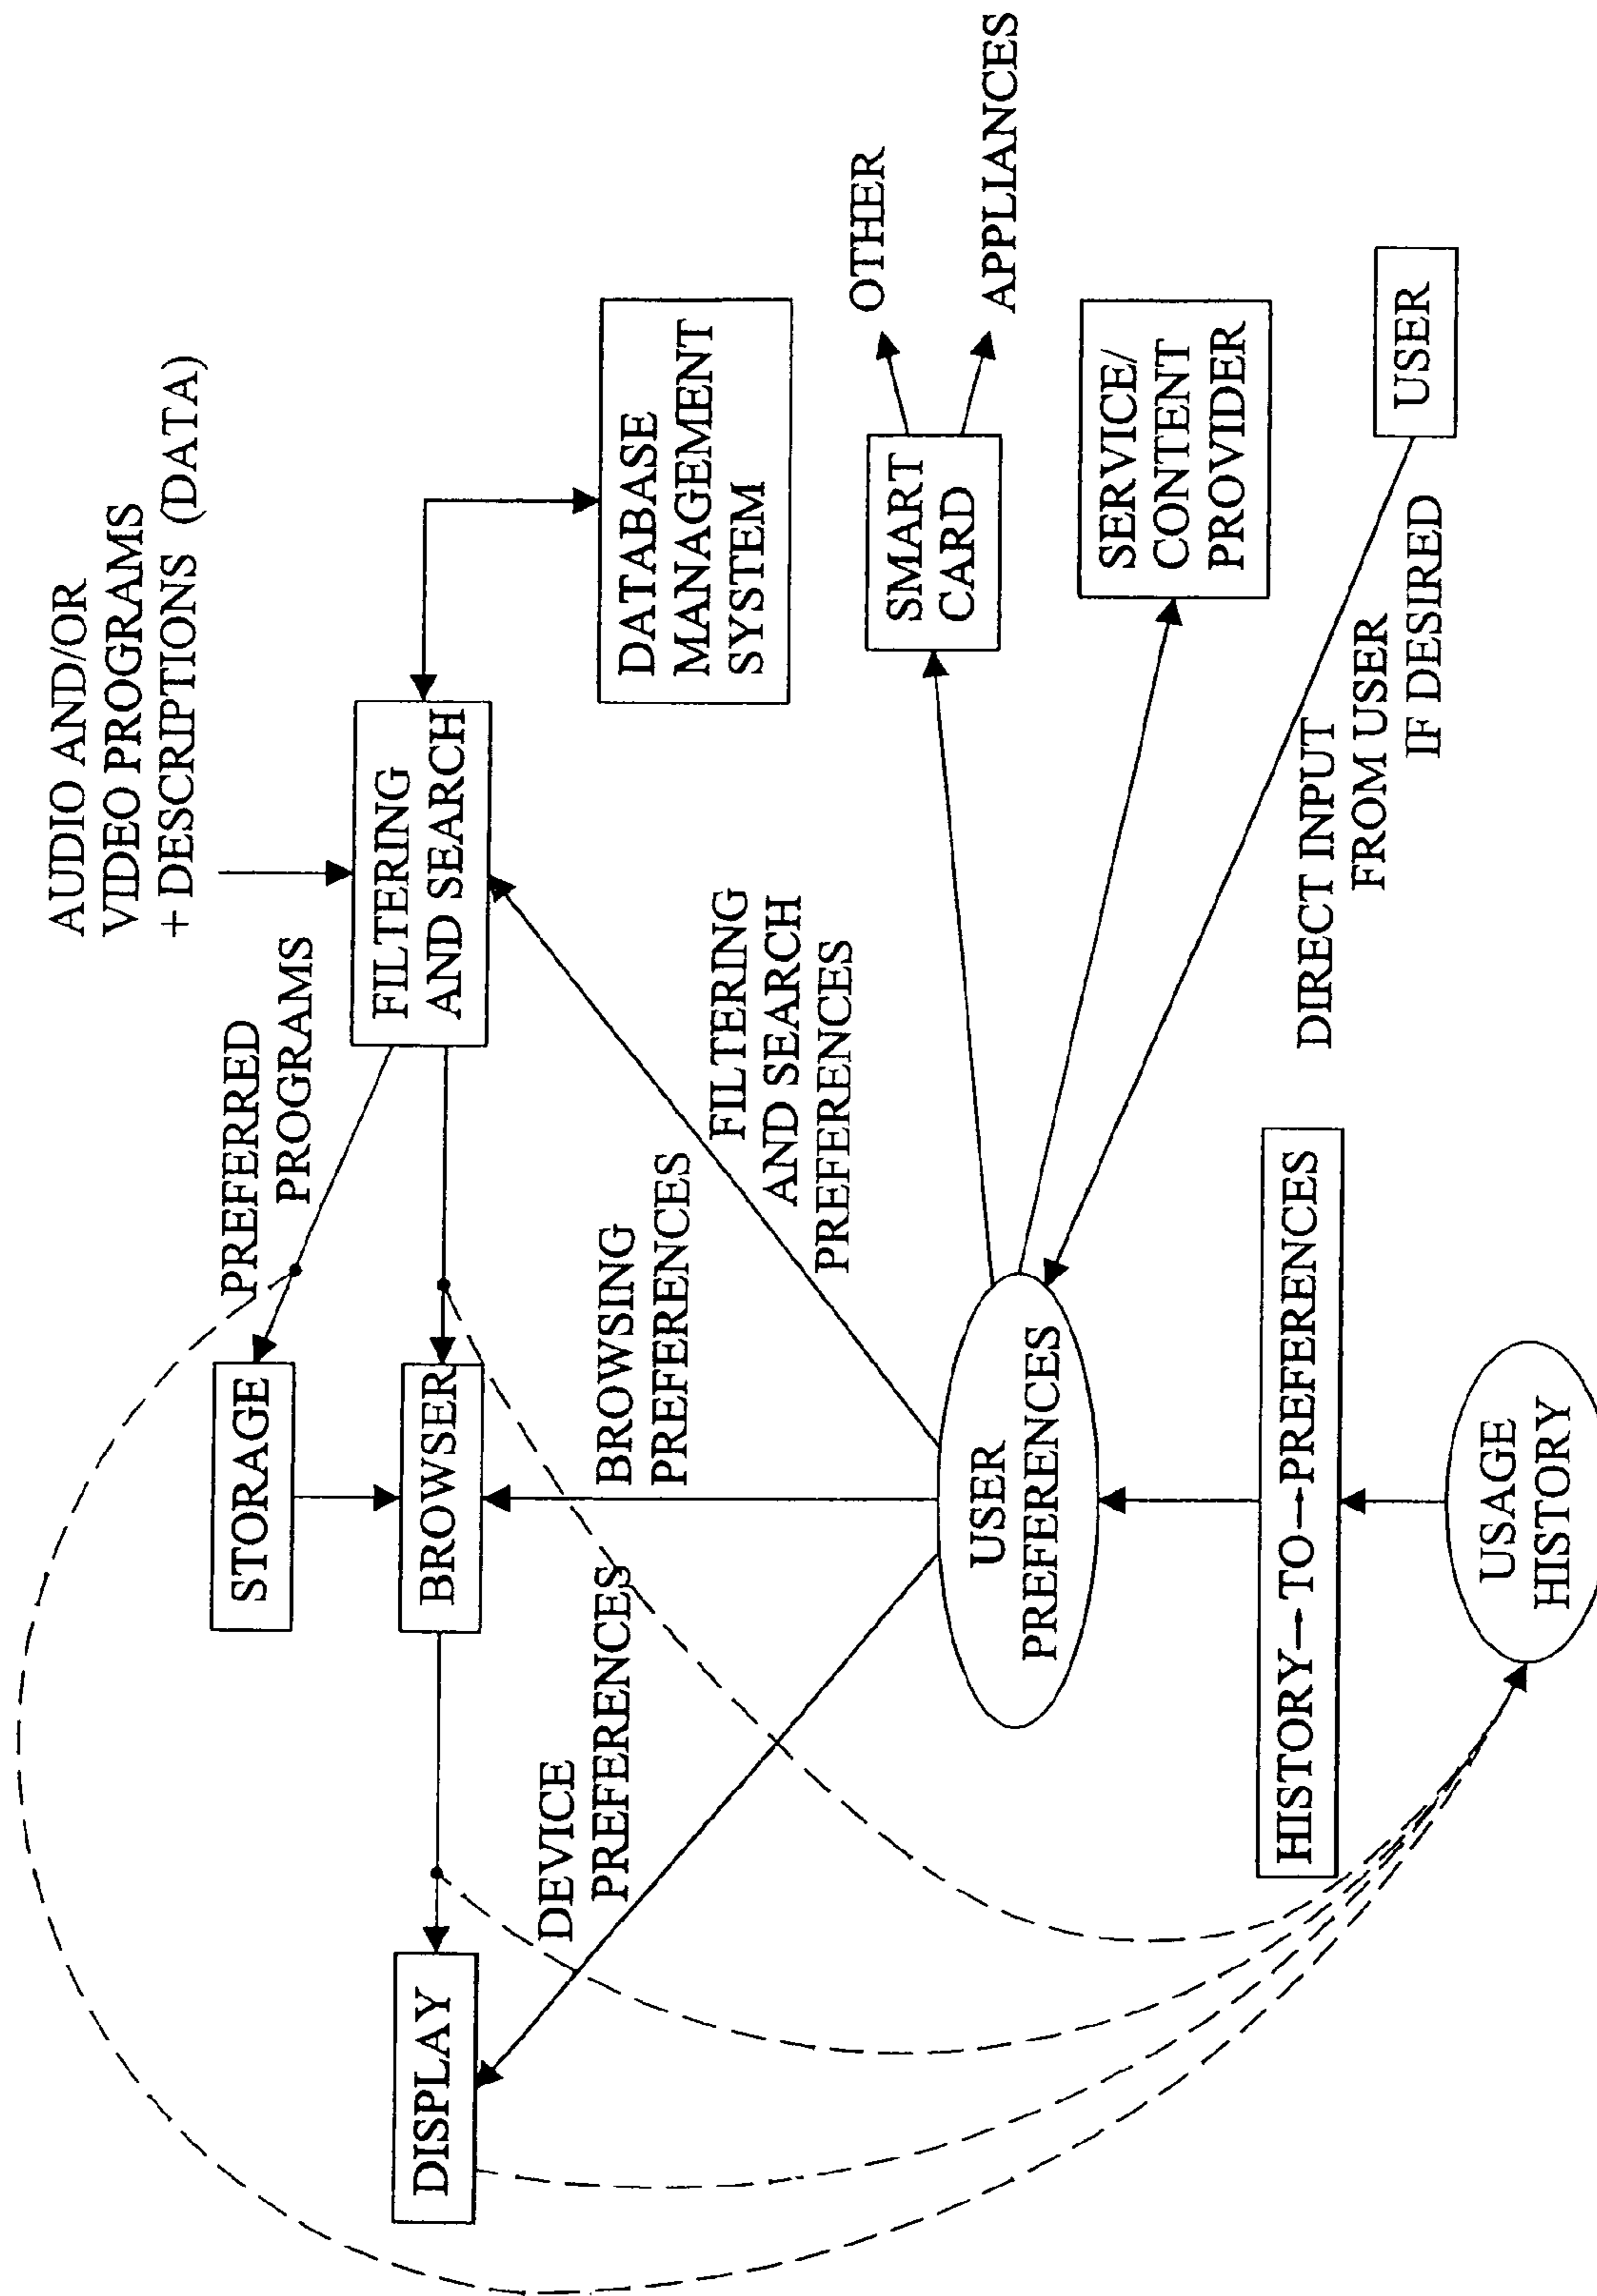 AUDIO AND/OR
VIDEO PROGRAMS
+ DESCRIPTIONS (DATA)
PREFERRED
PROGRAMS
STORAGE
FILTERING
AND SEARCH
DISPLAY
BROWSER
DATABASE
MANAGEMENT
SYSTEM
DEVICE
PREFERENCES
BROWSING
PREFERENCES
FILTERING
AND SEARCH
PREFERENCES
SMART
CARD
OTHER
APPLIANCES
USER
PREFERENCES
SERVICE/
CONTENT
PROVIDER
DIRECT INPUT
FROM USER
IF DESIRED
USER
HISTORY→TO→PREFERENCES
USAGE
HISTORY